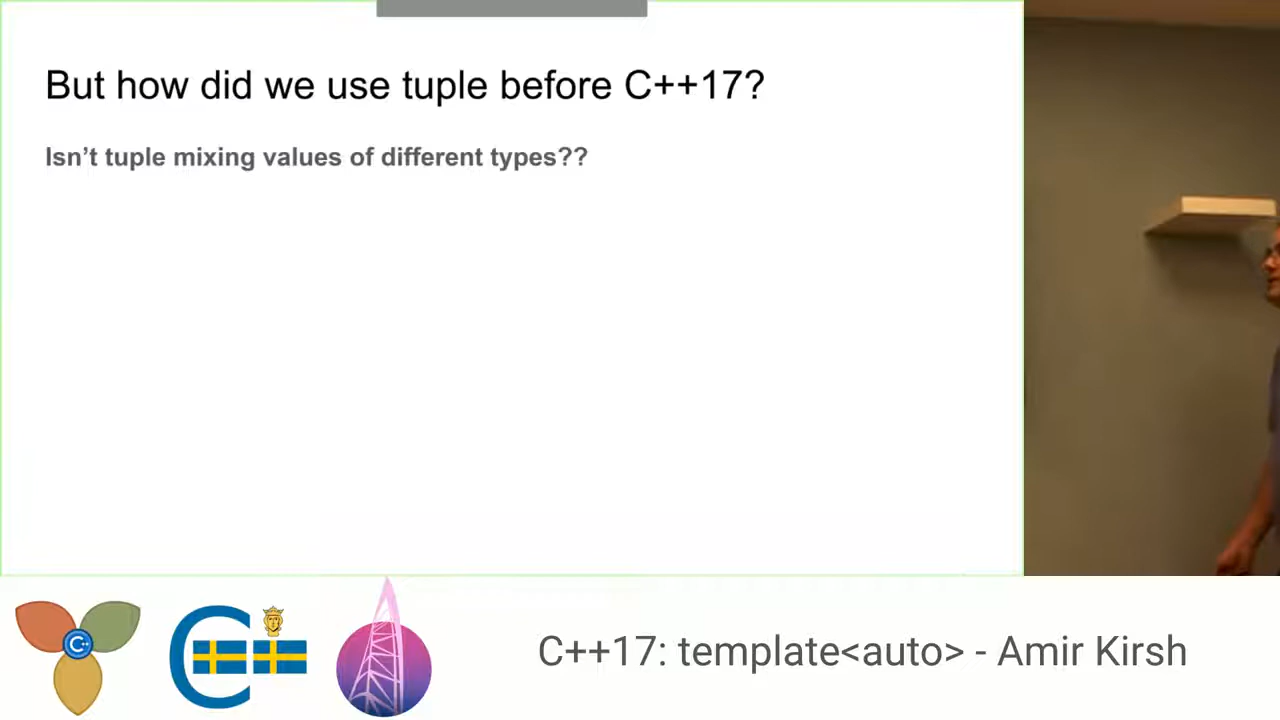 But how did we use tuple before C++17?
Isn't tuple mixing values of different types??
C++
C++
C++17: template<auto> - Amir Kirsh